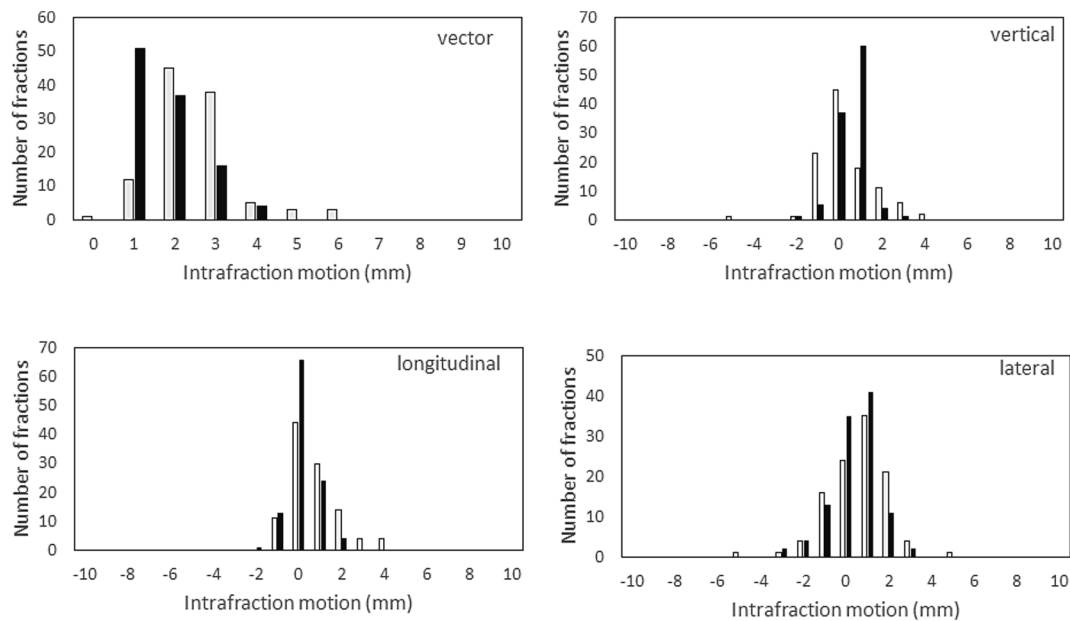 vector
Number of fractions
60
50
40
30
20
10
0
0 1 2 3 4 5 6 7 8 9 10
Intrafraction motion (mm)
vertical
Number of fractions
70
60
50
40
30
20
10
0
-10 -8 -6 -4 -2 0 2 4 6 8 10
Intrafraction motion (mm)
longitudinal
Number of fractions
70
60
50
40
30
20
10
0
-10 -8 -6 -4 -2 0 2 4 6 8 10
Intrafraction motion (mm)
lateral
Number of fractions
50
40
30
20
10
0
-10 -8 -6 -4 -2 0 2 4 6 8 10
Intrafraction motion (mm)